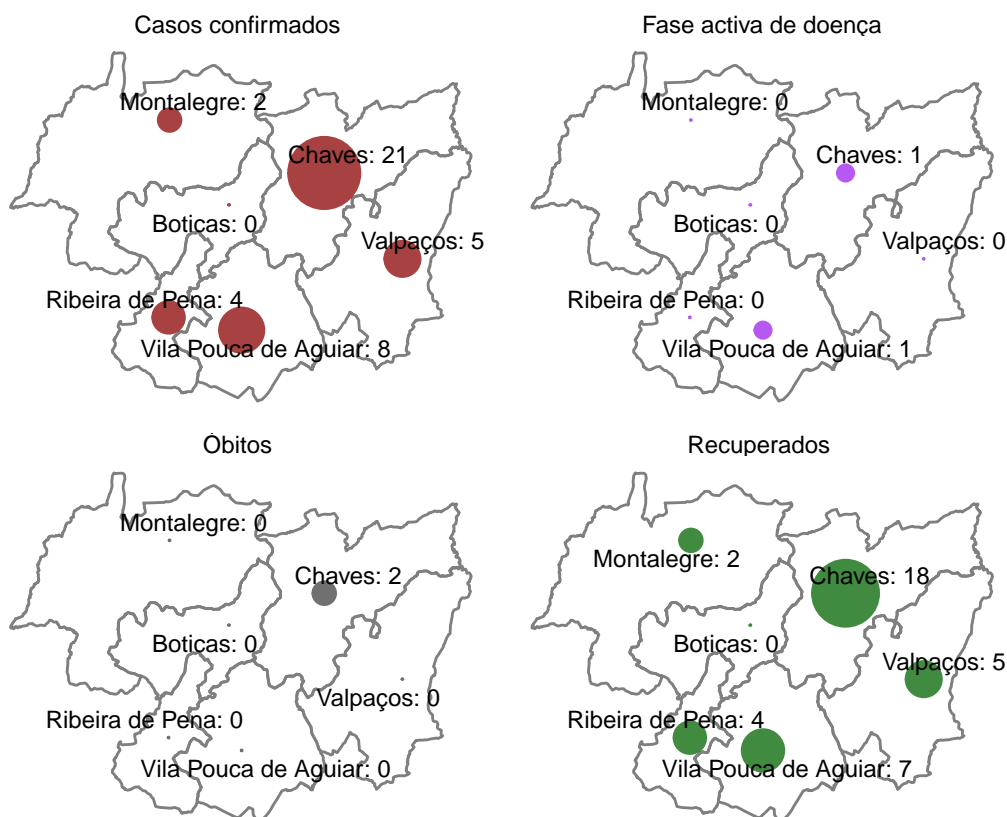 Casos confirmados
Montalegre: 2
Chaves: 21
Boticas: 0
Valpaços: 5
Ribeira de Pena: 4
Vila Pouca de Aguiar: 8
Fase activa de doença
Montalegre: 0
Chaves: 1
Boticas: 0
Valpaços: 0
Ribeira de Pena: 0
Vila Pouca de Aguiar: 1
Óbitos
Montalegre: 0
Chaves: 2
Boticas: 0
Valpaços: 0
Ribeira de Pena: 0
Vila Pouca de Aguiar: 0
Recuperados
Montalegre: 2
Chaves: 18
Boticas: 0
Valpaços: 5
Ribeira de Pena: 4
Vila Pouca de Aguiar: 7